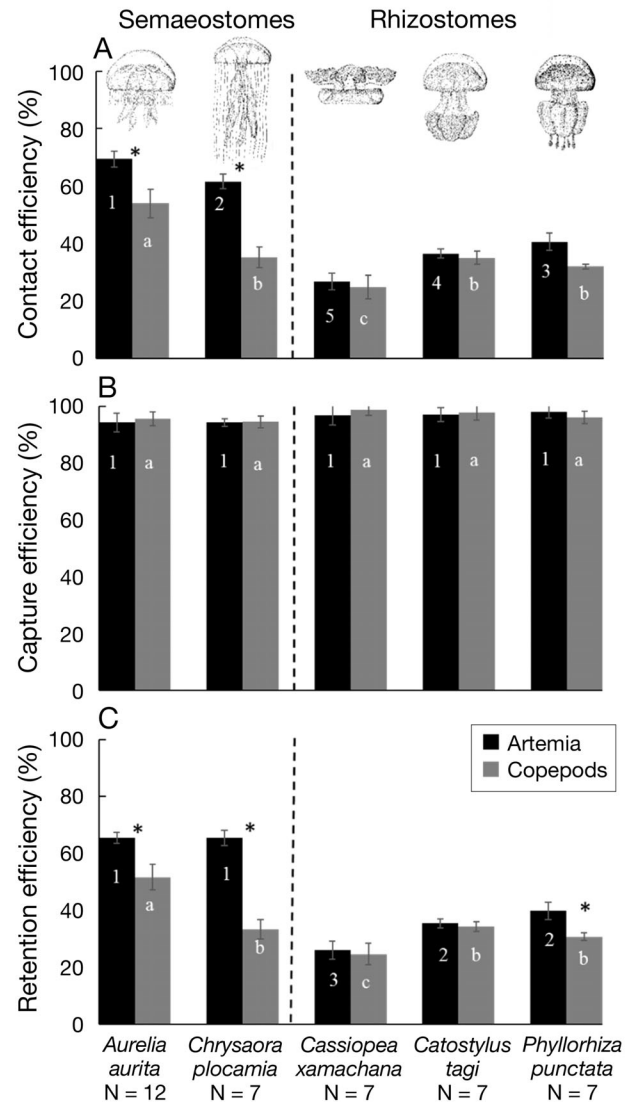 Semaeostomes Rhizostomes
A
Contact efficiency (%)
100
80
60
40
20
0
* *
1 a 2 b 5 c 4 b 3 b
B
Capture efficiency (%)
100
80
60
40
20
0
1 a 1 a 1 a 1 a 1 a
C
Retention efficiency (%)
100
80
60
40
20
0
Artemia
Copepods
* * *
1 a 1 b 3 c 2 b 2 b
Aurelia Chrysaora Cassiopea Catostylus Phyllorhiza
aurita plocamia xamachana tagi punctata
N = 12 N = 7 N = 7 N = 7 N = 7